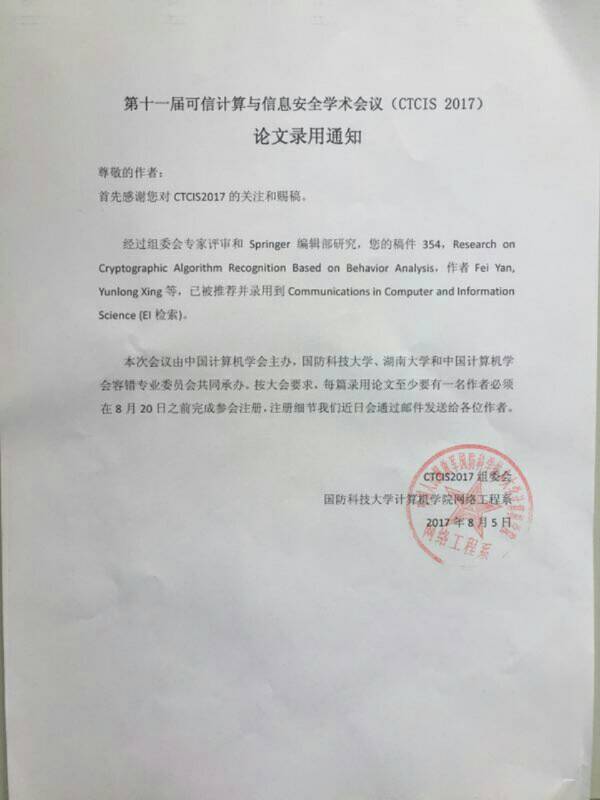 第十一届可信计算与信息安全学术会议（CTCIS 2017）
论文录用通知
尊敬的作者：
首先感谢您对 CTCIS2017 的关注和赐稿。
经过组委会专家评审和 Springer 编辑部研究，您的稿件 354，Research on
Cryptographic Algorithm Recognition Based on Behavior Analysis，作者 Fei Yan,
Yunlong Xing 等，已被推荐并录用到 Communications in Computer and Information
Science (EI 检索)。
本次会议由中国计算机学会主办，国防科技大学、湖南大学和中国计算机学
会容错专业委员会共同承办。按大会要求，每篇录用论文至少要有一名作者必须
在 8 月 20 日之前完成参会注册，注册细节我们近日会通过邮件发送给各位作者。
CTCIS2017 组委会
国防科技大学计算机学院网络工程系
2017 年 8 月 5 日
网络工程系